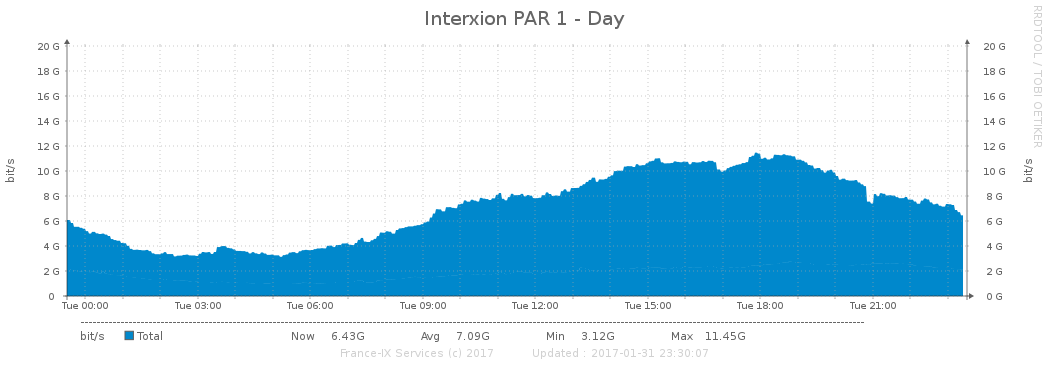 Interxion PAR 1 - Day
RRDTOOL / TOBI OETIKER
bit/s
20 G
18 G
16 G
14 G
12 G
10 G
8 G
6 G
4 G
2 G
0
20 G
18 G
16 G
14 G
12 G
10 G
8 G
6 G
4 G
2 G
0 G
bit/s
Tue 00:00 Tue 03:00 Tue 06:00 Tue 09:00 Tue 12:00 Tue 15:00 Tue 18:00 Tue 21:00
bit/s Total Now 6.43G Avg 7.09G Min 3.12G Max 11.45G
France-IX Services (c) 2017 Updated : 2017-01-31 23:30:07